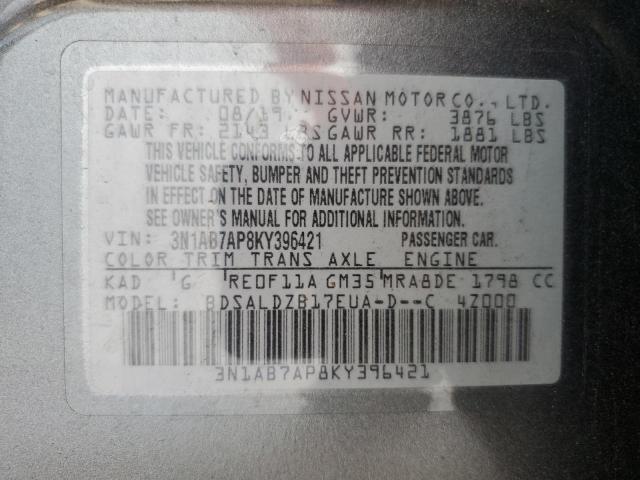 MANUFACTURED BY NISSAN MOTOR CO., LTD.
DATE: 08/19 GVWR: 3876 LBS
GAWR FR: 2143 LBS GAWR RR: 1881 LBS
THIS VEHICLE CONFORMS TO ALL APPLICABLE FEDERAL MOTOR
VEHICLE SAFETY, BUMPER AND THEFT PREVENTION STANDARDS
IN EFFECT ON THE DATE OF MANUFACTURE SHOWN ABOVE.
SEE OWNER'S MANUAL FOR ADDITIONAL INFORMATION.
VIN: 3N1AB7AP8KY396421 PASSENGER CAR.
COLOR TRIM TRANS AXLE ENGINE
KAD G RE0F11A GM35 MRA8DE 1798 CC
MODEL: BDSALDZB17EUA-D--C 4Z000
3N1AB7AP8KY396421